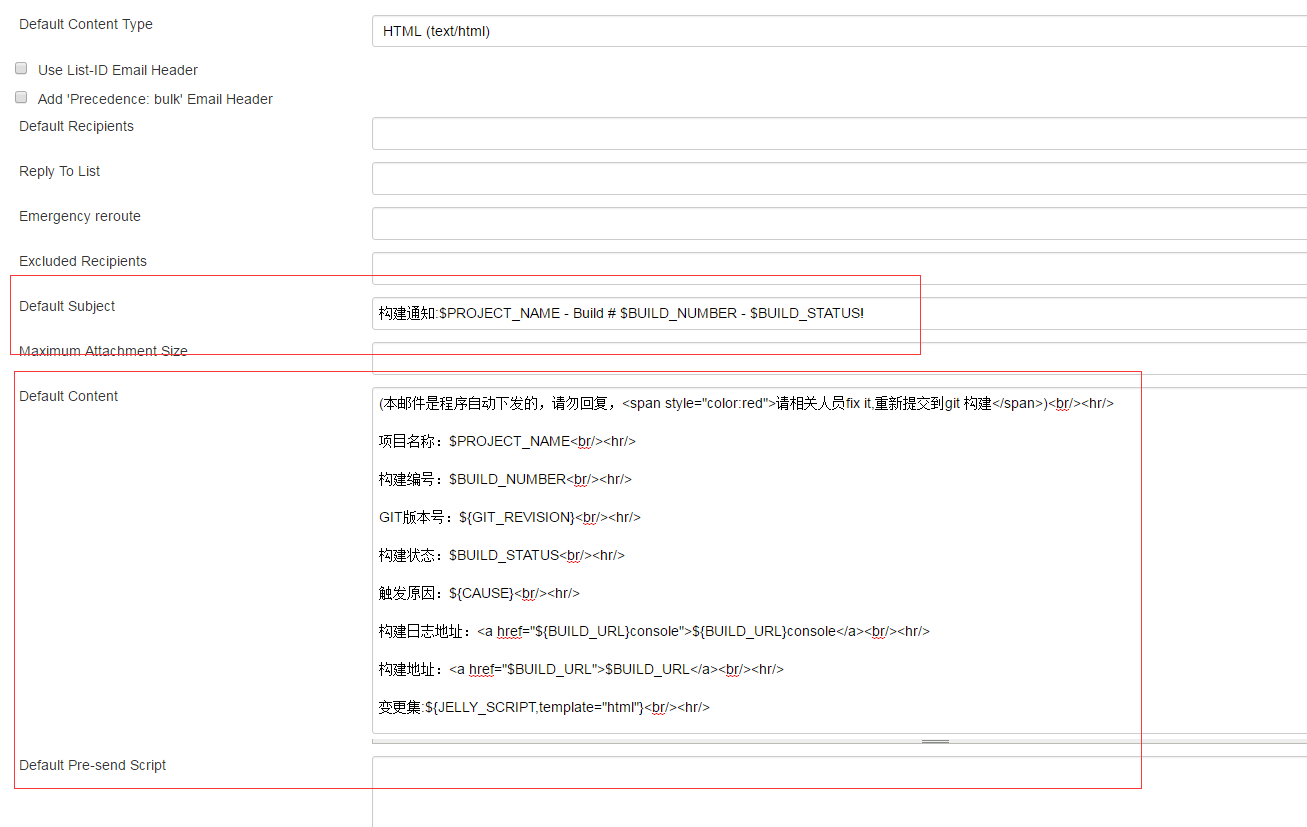 Default Content Type
HTML (text/html)
Use List-ID Email Header
Add 'Precedence: bulk' Email Header
Default Recipients
Reply To List
Emergency reroute
Excluded Recipients
Default Subject
构建通知:$PROJECT_NAME - Build # $BUILD_NUMBER - $BUILD_STATUS!
Maximum Attachment Size
Default Content
(本邮件是程序自动下发的，请勿回复，<span style="color:red">请相关人员fix it,重新提交到git 构建</span>)<br/><hr/>
项目名称：$PROJECT_NAME<br/><hr/>
构建编号：$BUILD_NUMBER<br/><hr/>
GIT版本号：${GIT_REVISION}<br/><hr/>
构建状态：$BUILD_STATUS<br/><hr/>
触发原因：${CAUSE}<br/><hr/>
构建日志地址：<a href="${BUILD_URL}console">${BUILD_URL}console</a><br/><hr/>
构建地址：<a href="$BUILD_URL">$BUILD_URL</a><br/><hr/>
变更集:${JELLY_SCRIPT,template="html"}<br/><hr/>
Default Pre-send Script